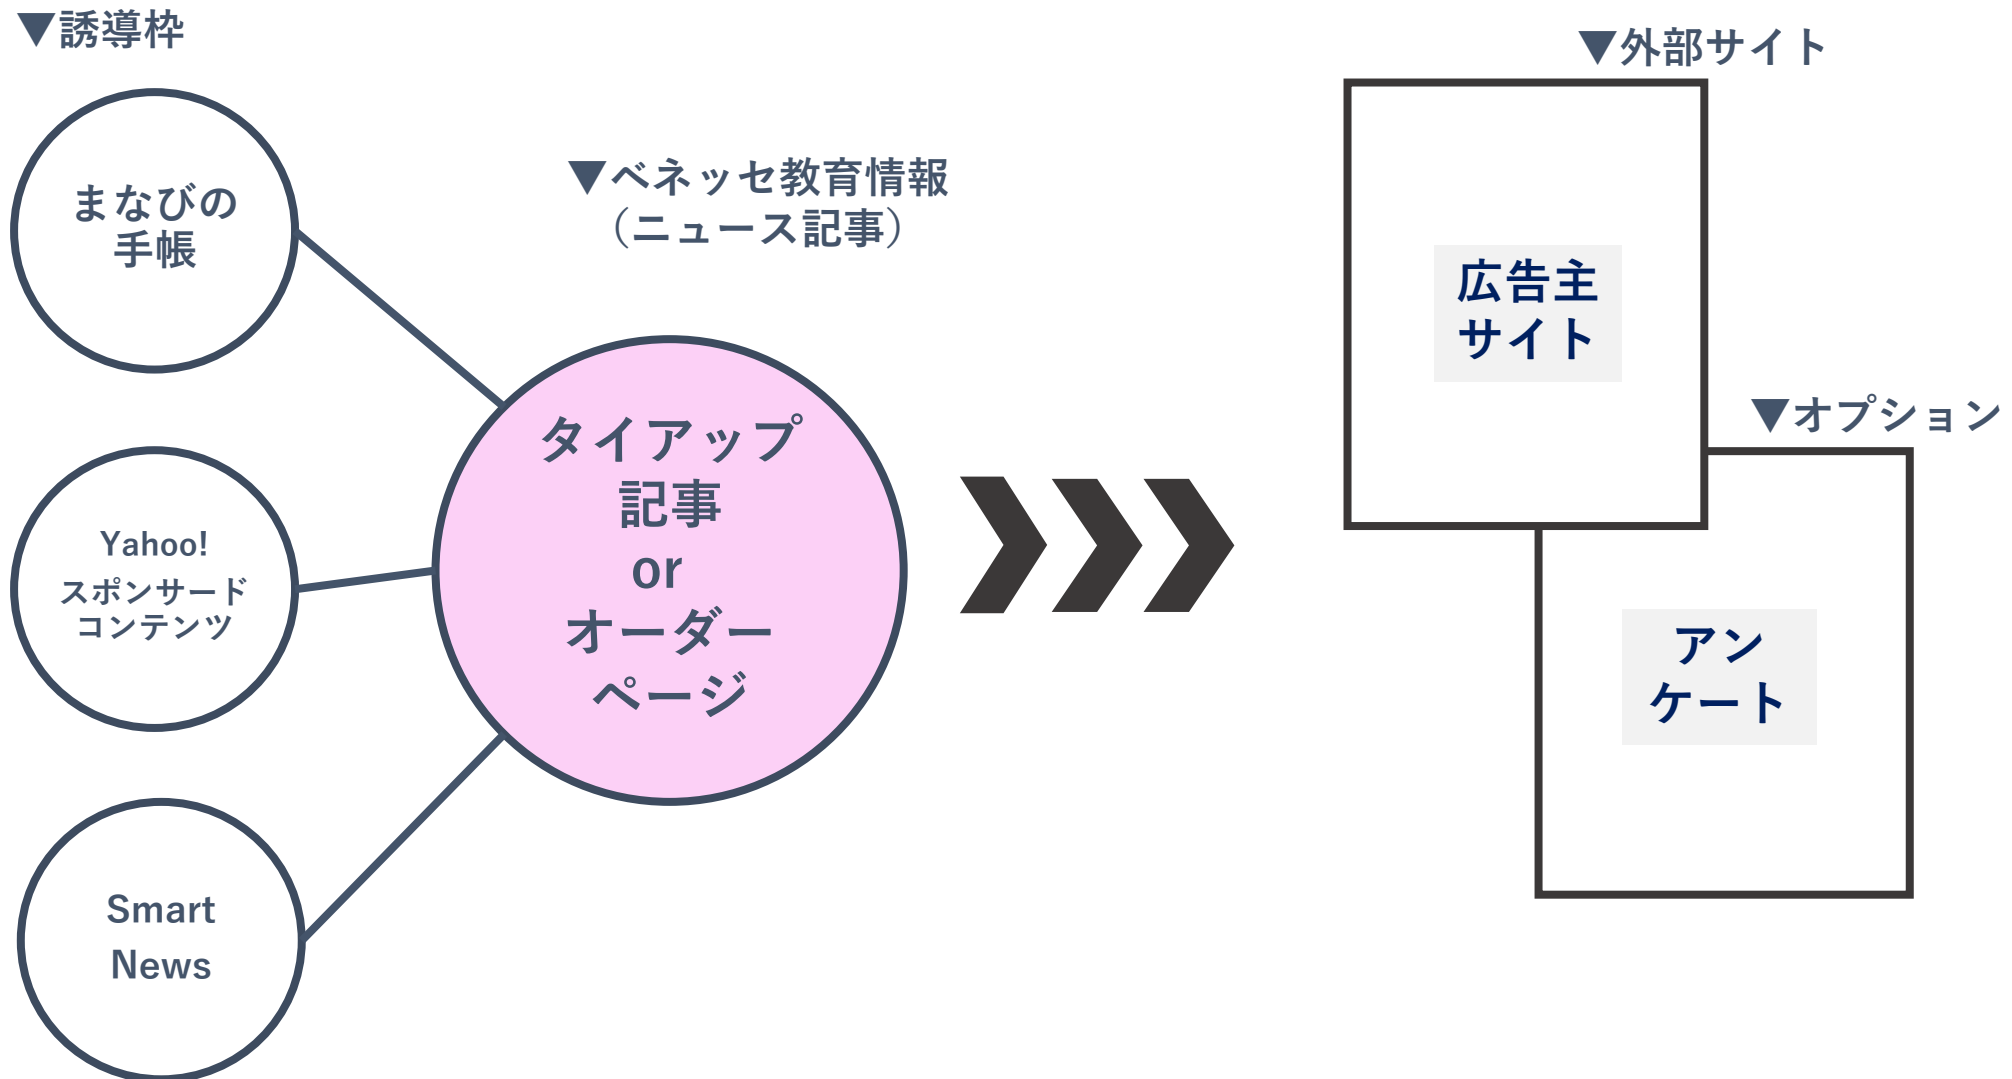 ▼誘導枠
まなびの
手帳
Yahoo!
スポンサード
コンテンツ
Smart
News
▼ベネッセ教育情報
（ニュース記事）
タイアップ
記事
or
オーダー
ページ
▼外部サイト
広告主
サイト
▼オプション
アン
ケート